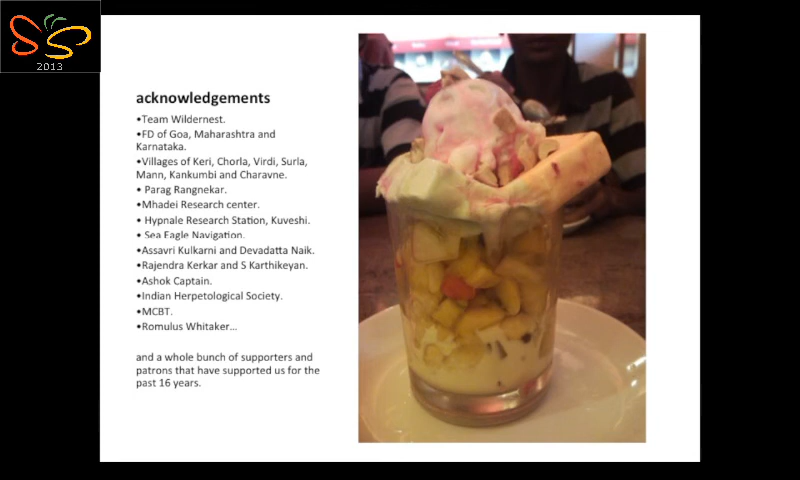 2013
acknowledgements
•Team Wildernest.
•FD of Goa, Maharashtra and
Karnataka.
•Villages of Keri, Chorla, Virdi, Surla,
Mann, Kankumbi and Charavne.
• Parag Rangnekar.
•Mhadei Research center.
• Hypnale Research Station, Kuveshi.
• Sea Eagle Navigation.
•Assavri Kulkarni and Devadatta Naik.
•Rajendra Kerkar and S Karthikeyan.
•Ashok Captain.
•Indian Herpetological Society.
•MCBT.
•Romulus Whitaker...
and a whole bunch of supporters and
patrons that have supported us for the
past 16 years.